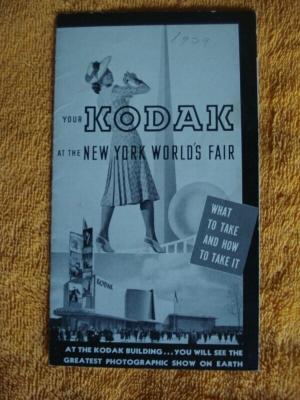 1939
YOUR KODAK
AT THE NEW YORK WORLD'S FAIR
WHAT
TO TAKE
AND HOW
TO TAKE IT
KODAK
AT THE KODAK BUILDING...YOU WILL SEE THE
GREATEST PHOTOGRAPHIC SHOW ON EARTH